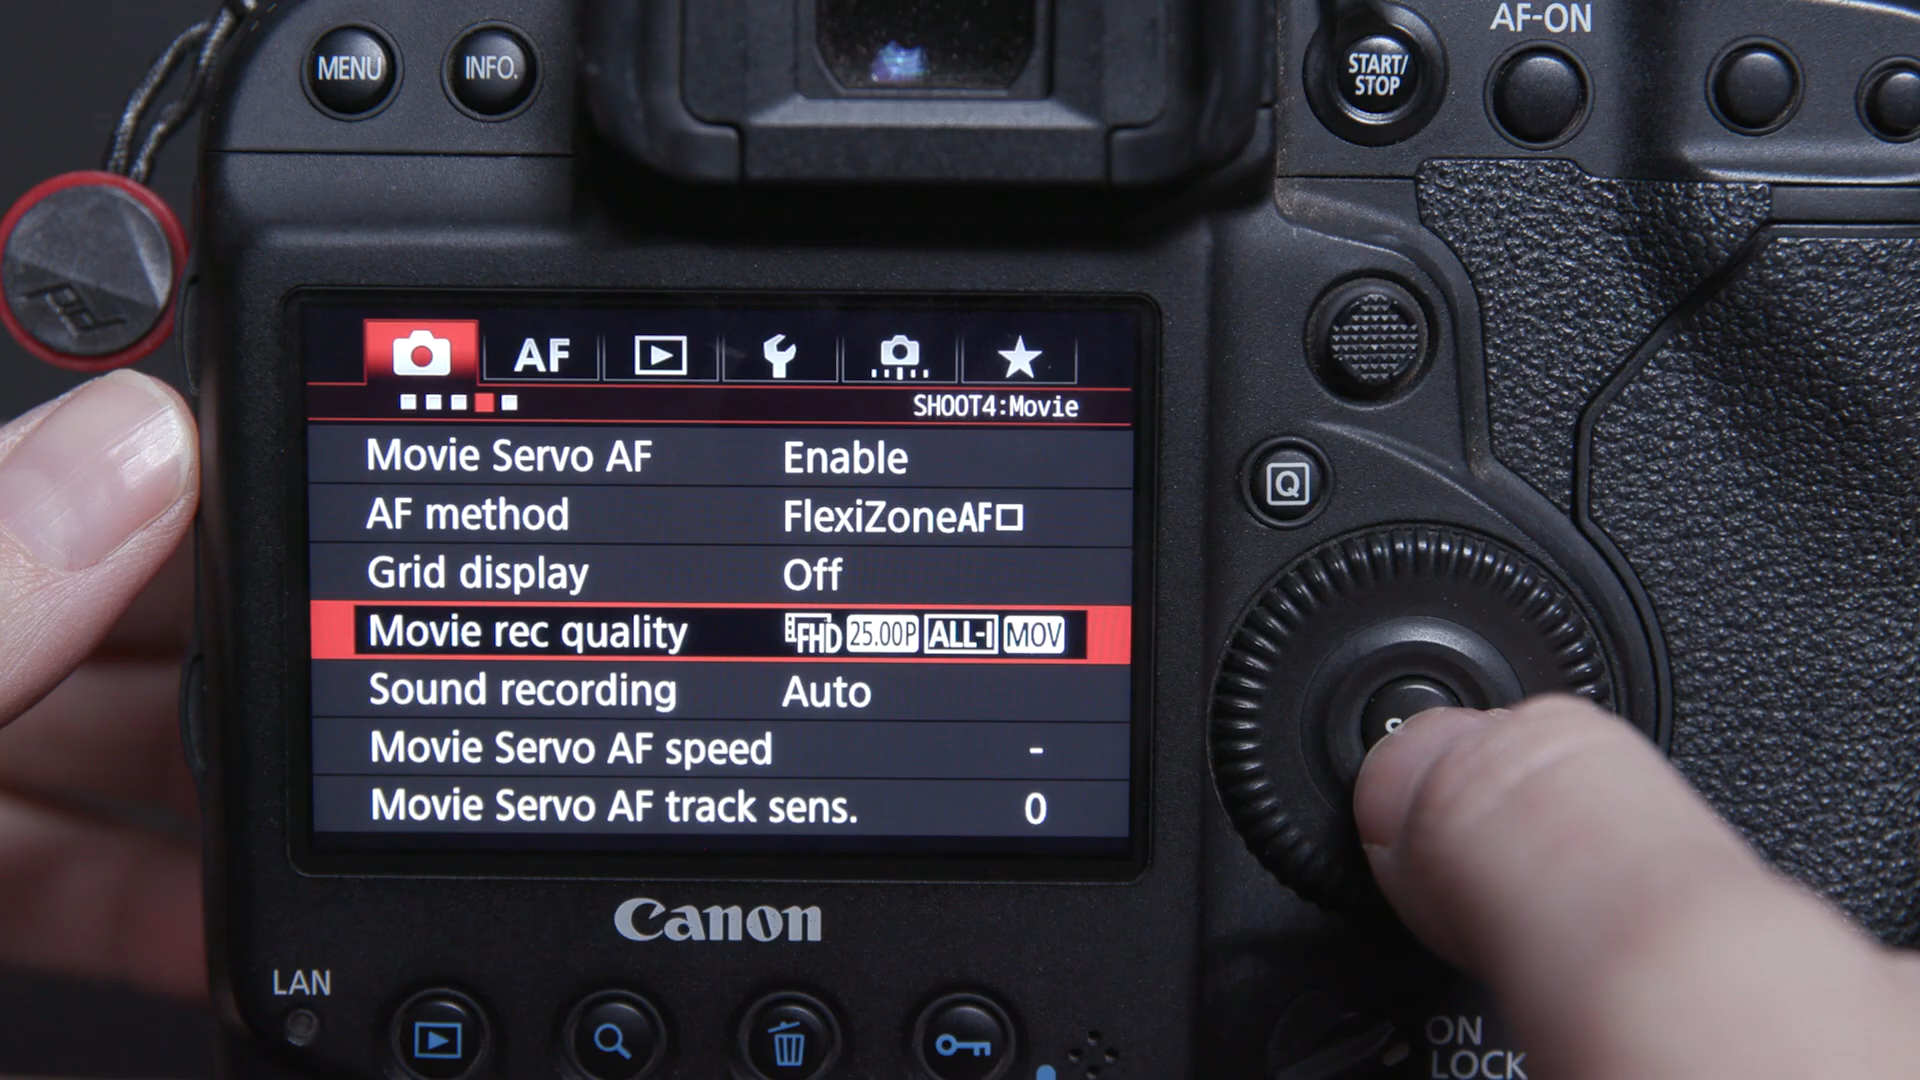 AF-ON
MENU
INFO.
START/
STOP
AF
SHOOT4:Movie
Movie Servo AF Enable
AF method FlexiZoneAF
Grid display Off
Movie rec quality FHD 25.00P ALL-I MOV
Sound recording Auto
Movie Servo AF speed -
Movie Servo AF track sens. 0
Q
Canon
LAN
ON
LOCK
pd